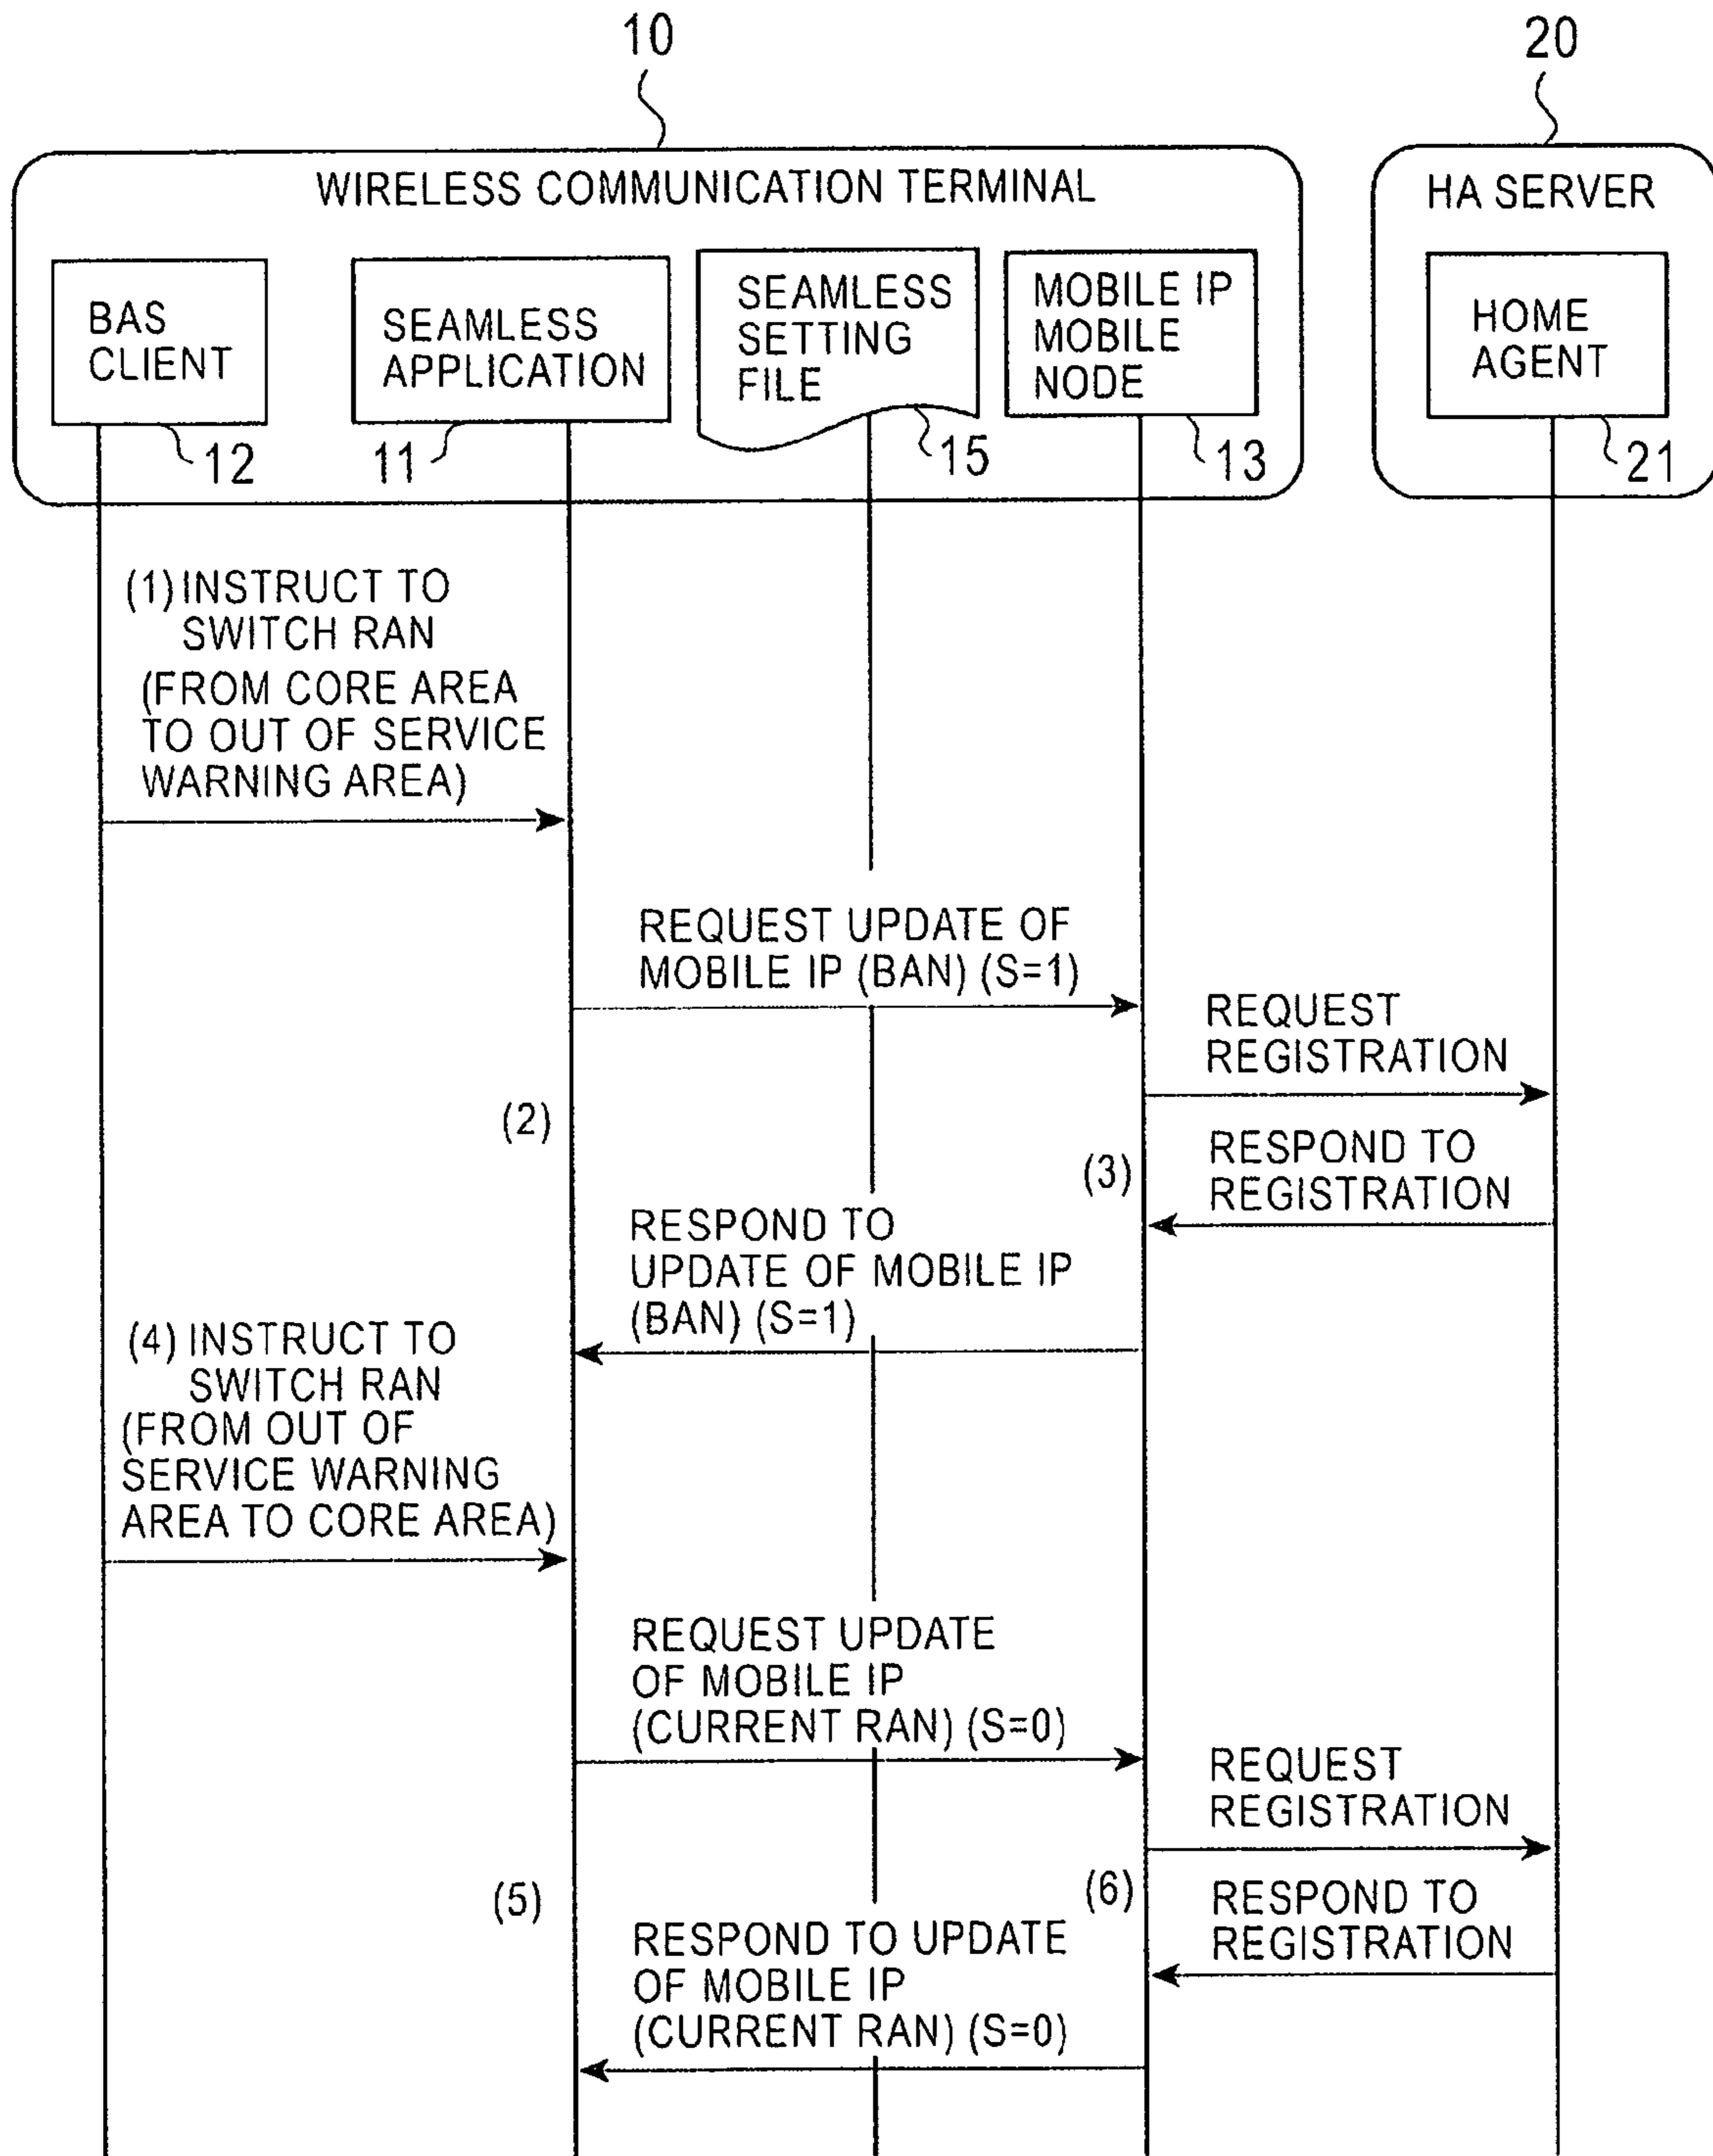 10
20
WIRELESS COMMUNICATION TERMINAL
HA SERVER
BAS
CLIENT
SEAMLESS
APPLICATION
SEAMLESS
SETTING
FILE
MOBILE IP
MOBILE
NODE
HOME
AGENT
12
11
15
13
21
(1) INSTRUCT TO
SWITCH RAN
(FROM CORE AREA
TO OUT OF SERVICE
WARNING AREA)
REQUEST UPDATE OF
MOBILE IP (BAN) (S=1)
REQUEST
REGISTRATION
(2)
(3)
RESPOND TO
REGISTRATION
RESPOND TO
UPDATE OF MOBILE IP
(BAN) (S=1)
(4) INSTRUCT TO
SWITCH RAN
(FROM OUT OF
SERVICE WARNING
AREA TO CORE AREA)
REQUEST UPDATE
OF MOBILE IP
(CURRENT RAN) (S=0)
REQUEST
REGISTRATION
(5)
(6)
RESPOND TO
REGISTRATION
RESPOND TO UPDATE
OF MOBILE IP
(CURRENT RAN) (S=0)